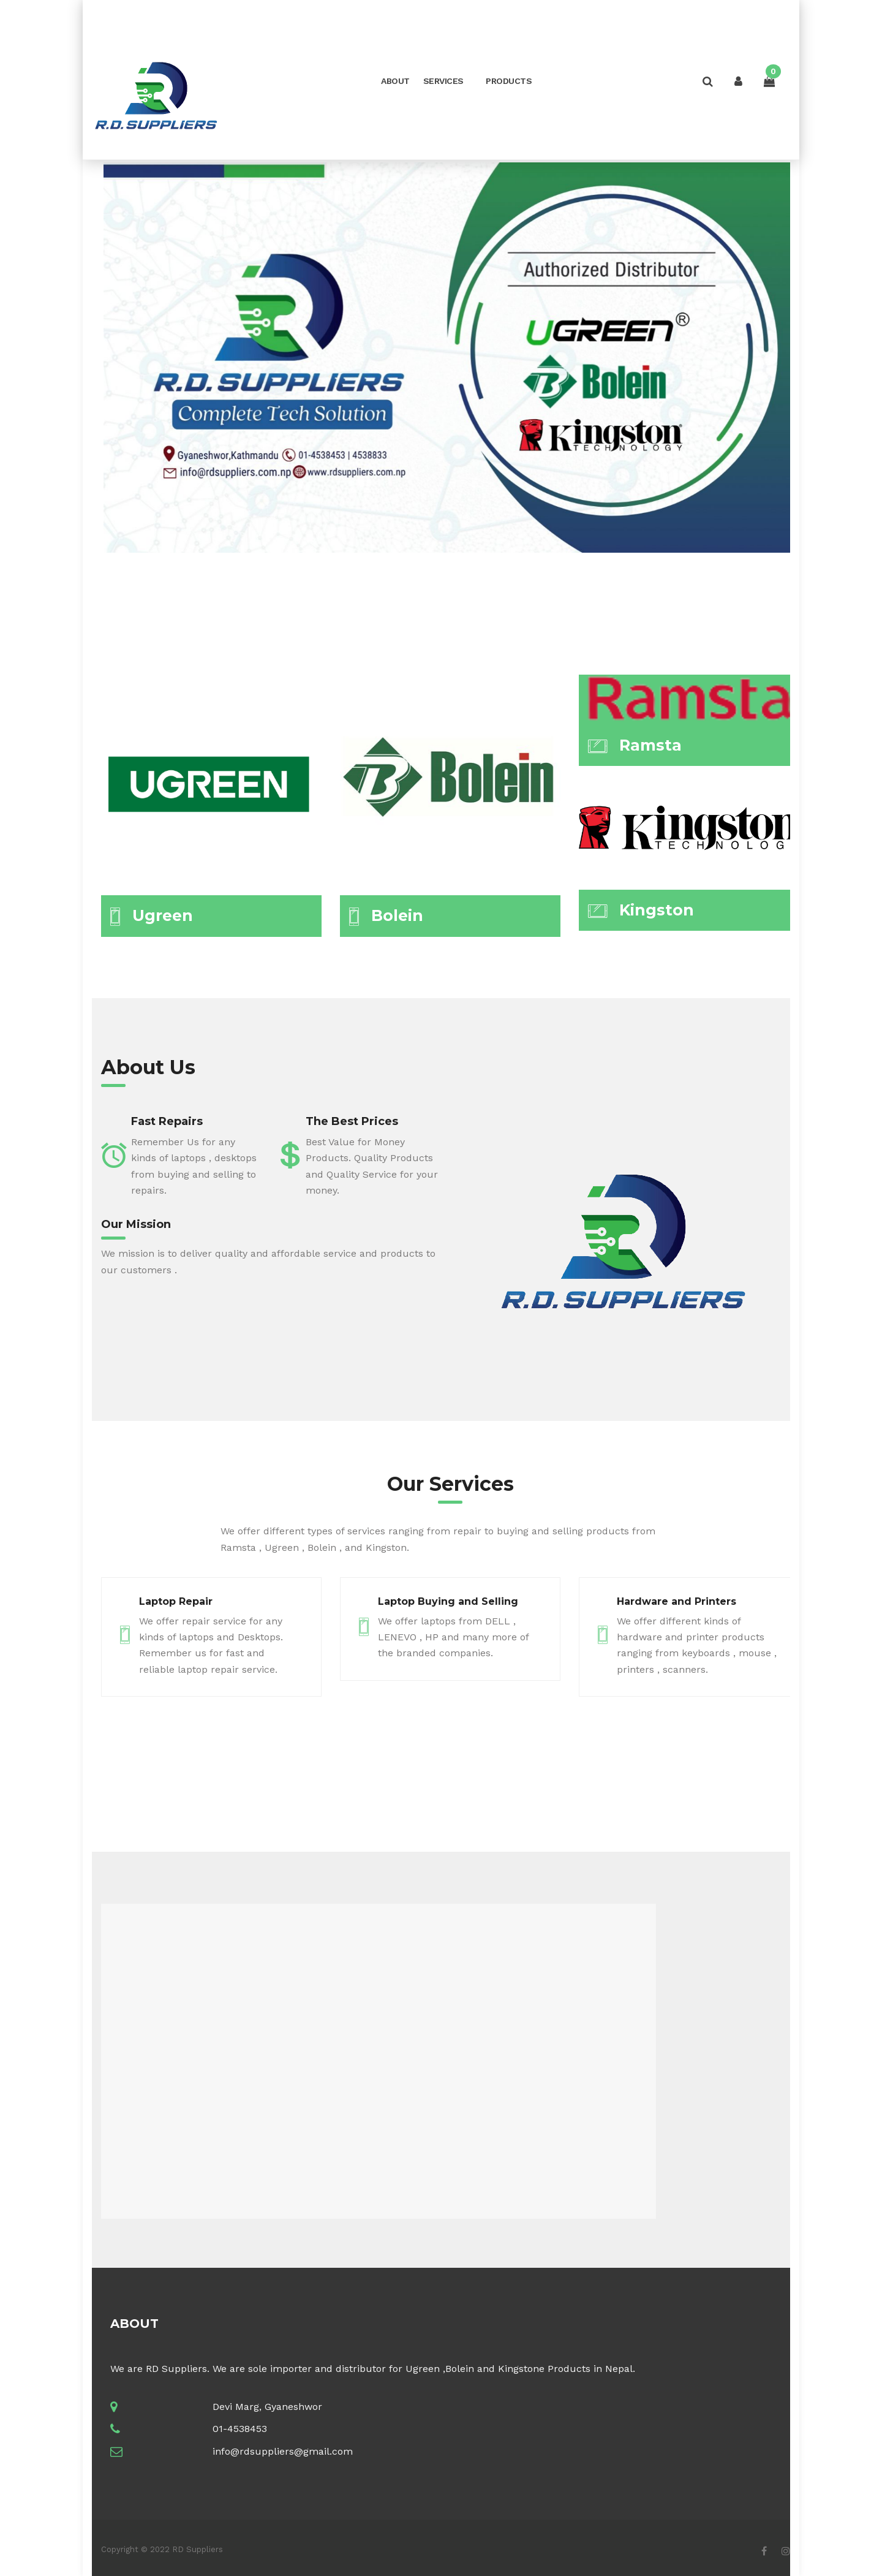 R.D. SUPPLIERS
ABOUT SERVICES PRODUCTS
0
R.D. SUPPLIERS
Complete Tech Solution
Gyaneshwor,Kathmandu 01-4538453 | 4538833
info@rdsuppliers.com.np www.rdsuppliers.com.np
Authorized Distributor
UGREEN®
B Bolein
Kingston
TECHNOLOGY
UGREEN
Ugreen
B Bolein
Bolein
Ramsta
Ramsta
Kingston
TECHNOLOG
Kingston
About Us
Fast Repairs
Remember Us for any
kinds of laptops , desktops
from buying and selling to
repairs.
The Best Prices
Best Value for Money
Products. Quality Products
and Quality Service for your
money.
Our Mission
We mission is to deliver quality and affordable service and products to
our customers .
R.D. SUPPLIERS
Our Services
We offer different types of services ranging from repair to buying and selling products from
Ramsta , Ugreen , Bolein , and Kingston.
Laptop Repair
We offer repair service for any
kinds of laptops and Desktops.
Remember us for fast and
reliable laptop repair service.
Laptop Buying and Selling
We offer laptops from DELL ,
LENEVO , HP and many more of
the branded companies.
Hardware and Printers
We offer different kinds of
hardware and printer products
ranging from keyboards , mouse ,
printers , scanners.
ABOUT
We are RD Suppliers. We are sole importer and distributor for Ugreen ,Bolein and Kingstone Products in Nepal.
Devi Marg, Gyaneshwor
01-4538453
info@rdsuppliers@gmail.com
Copyright © 2022 RD Suppliers